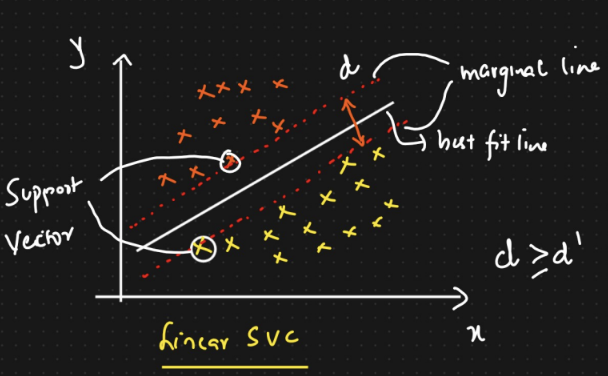 y
d
marginal line
best fit line
Support
Vector
d ≥ d'
x
Linear SVC